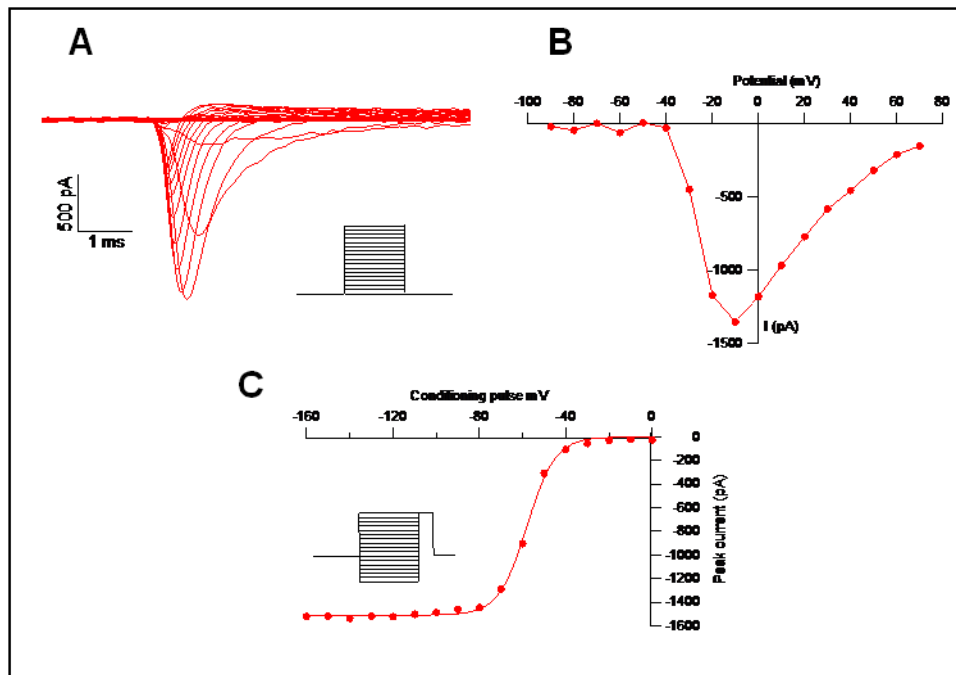 A
500 pA
1 ms
B
Potential (mV)
-100 -80 -60 -40 -20 0 20 40 60 80
-500
-1000
-1500
I (pA)
C
Conditioning pulse mV
-160 -120 -80 -40 0
0
-200
-400
-600
-800
-1000
-1200
-1400
-1600
Peak current (pA)